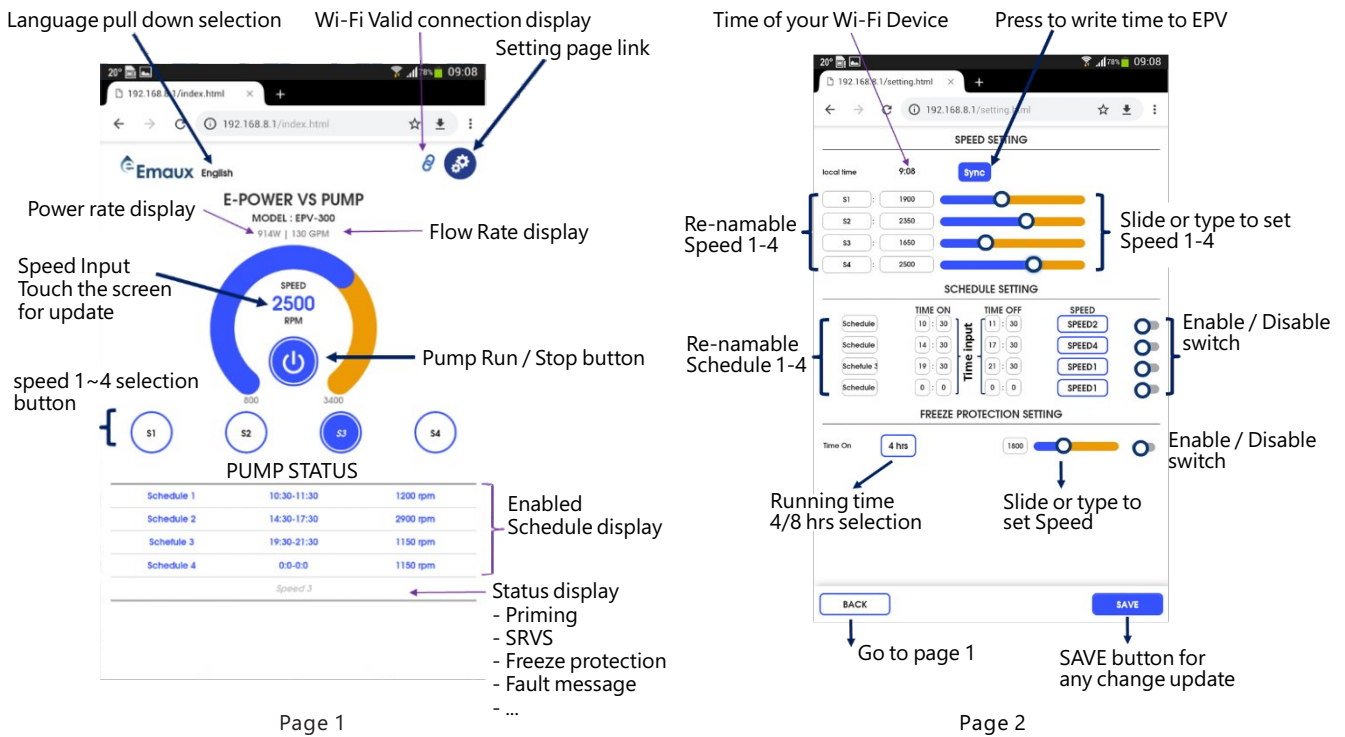 Language pull down selection
Wi-Fi Valid connection display
Setting page link
20° 78% 09:08
192.168.8.1/index.html × +
192.168.8.1/index.html
Emaux English
E-POWER VS PUMP
MODEL : EPV-300
914W | 130 GPM
Power rate display
Flow Rate display
Speed Input
Touch the screen
for update
SPEED
2500
RPM
Pump Run / Stop button
speed 1~4 selection
button
800 3400
S1 S2 S3 S4
PUMP STATUS
Schedule 1 10:30-11:30 1200 rpm
Schedule 2 14:30-17:30 2900 rpm
Schefule 3 19:30-21:30 1150 rpm
Schedule 4 0:0-0:0 1150 rpm
Speed 3
Enabled
Schedule display
Status display
- Priming
- SRVS
- Freeze protection
- Fault message
- ...
Page 1
Time of your Wi-Fi Device
Press to write time to EPV
20° 78% 09:08
192.168.8.1/setting.html × +
192.168.8.1/setting.html
SPEED SETTING
local time 9:08 Sync
S1 : 1900
S2 : 2350
S3 : 1650
S4 : 2500
Re-namable
Speed 1-4
Slide or type to set
Speed 1-4
SCHEDULE SETTING
TIME ON TIME OFF SPEED
Schedule 10 : 30 11 : 30 SPEED2
Schedule 14 : 30 17 : 30 SPEED4
Schefule 3 19 : 30 21 : 30 SPEED1
Schedule 0 : 0 0 : 0 SPEED1
Time Input
Re-namable
Schedule 1-4
Enable / Disable
switch
FREEZE PROTECTION SETTING
Time On 4 hrs 1800
Enable / Disable
switch
Running time
4/8 hrs selection
Slide or type to
set Speed
BACK SAVE
Go to page 1
SAVE button for
any change update
Page 2